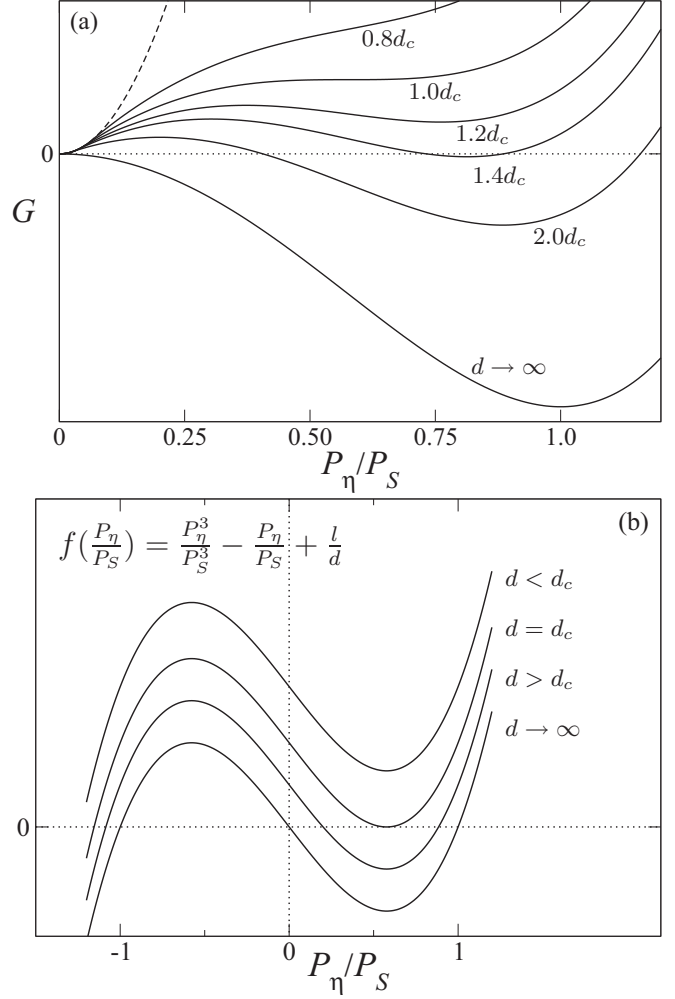 (a)
0.8d_c
1.0d_c
1.2d_c
0
1.4d_c
G
2.0d_c
d → ∞
0 0.25 0.50 0.75 1.0
P_η/P_S
(b)
f(P_η/P_S) = P_η^3/P_S^3 − P_η/P_S + l/d
d < d_c
d = d_c
d > d_c
d → ∞
0
-1 0 1
P_η/P_S